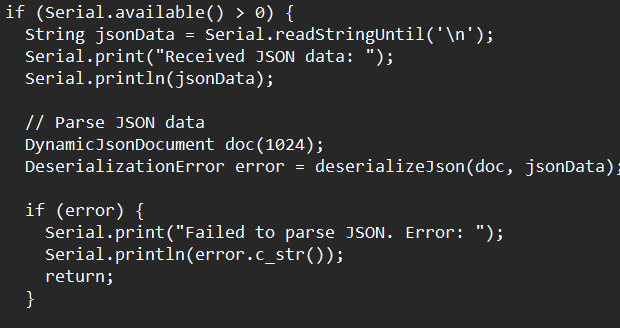 if (Serial.available() > 0) {
String jsonData = Serial.readStringUntil('\n');
Serial.print("Received JSON data: ");
Serial.println(jsonData);
// Parse JSON data
DynamicJsonDocument doc(1024);
DeserializationError error = deserializeJson(doc, jsonData);
if (error) {
Serial.print("Failed to parse JSON. Error: ");
Serial.println(error.c_str());
return;
}